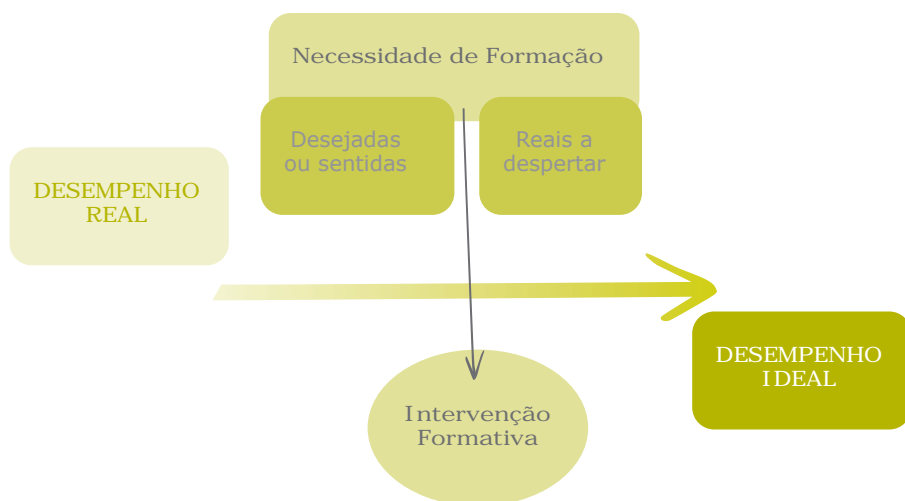 Necessidade de Formação
Desejadas
ou sentidas
Reais a
despertar
DESEMPENHO
REAL
DESEMPENHO
IDEAL
Intervenção
Formativa